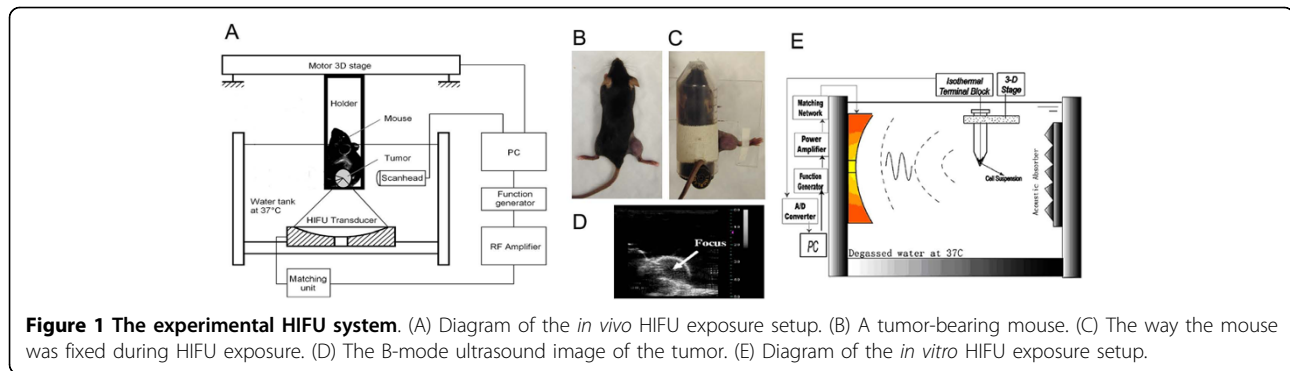 A
Motor 3D stage
Holder
Mouse
Tumor
Scanhead
Water tank
at 37°C
HIFU Transducer
Matching
unit
PC
Function
generator
RF Amplifier
B
C
D
Focus
E
Isothermal
Terminal Block
3-D
Stage
Matching
Network
Power
Amplifier
Function
Generator
A/D
Converter
PC
Cell Suspension
Acoustic Absorber
Degassed water at 37C
Figure 1 The experimental HIFU system. (A) Diagram of the in vivo HIFU exposure setup. (B) A tumor-bearing mouse. (C) The way the mouse
was fixed during HIFU exposure. (D) The B-mode ultrasound image of the tumor. (E) Diagram of the in vitro HIFU exposure setup.